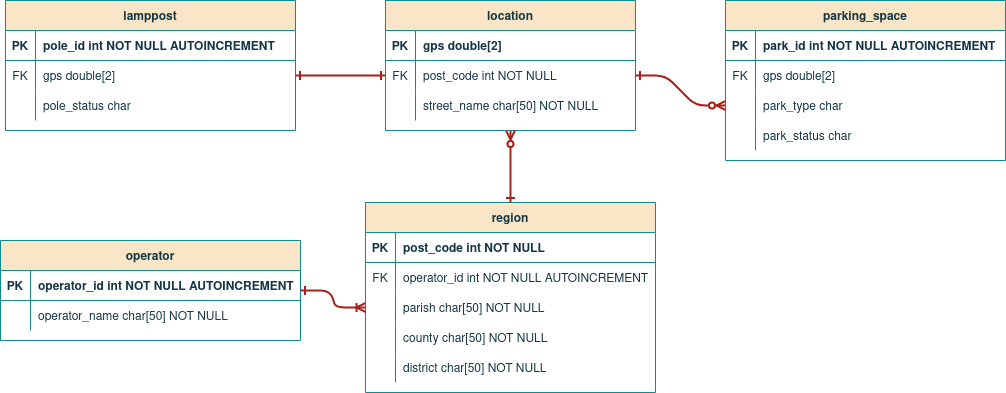 lamppost
PK pole_id int NOT NULL AUTOINCREMENT
FK gps double[2]
pole_status char
location
PK gps double[2]
FK post_code int NOT NULL
street_name char[50] NOT NULL
parking_space
PK park_id int NOT NULL AUTOINCREMENT
FK gps double[2]
park_type char
park_status char
operator
PK operator_id int NOT NULL AUTOINCREMENT
operator_name char[50] NOT NULL
region
PK post_code int NOT NULL
FK operator_id int NOT NULL AUTOINCREMENT
parish char[50] NOT NULL
county char[50] NOT NULL
district char[50] NOT NULL